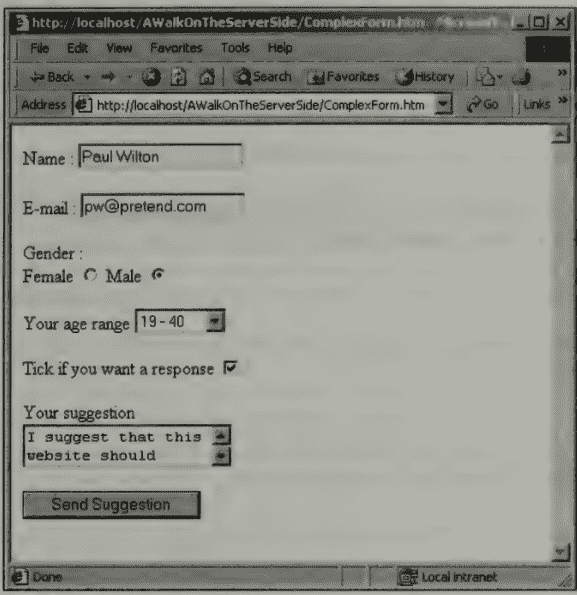 http://localhost/AWalkOnTheServerSide/ComplexForm.htm
File Edit View Favorites Tools Help
Back Search Favorites History
Address http://localhost/AWalkOnTheServerSide/ComplexForm.htm Go Links
Name : Paul Wilton
E-mail : pw@pretend.com
Gender :
Female Male
Your age range 19 - 40
Tick if you want a response
Your suggestion
I suggest that this
website should
Send Suggestion
Done Local intranet